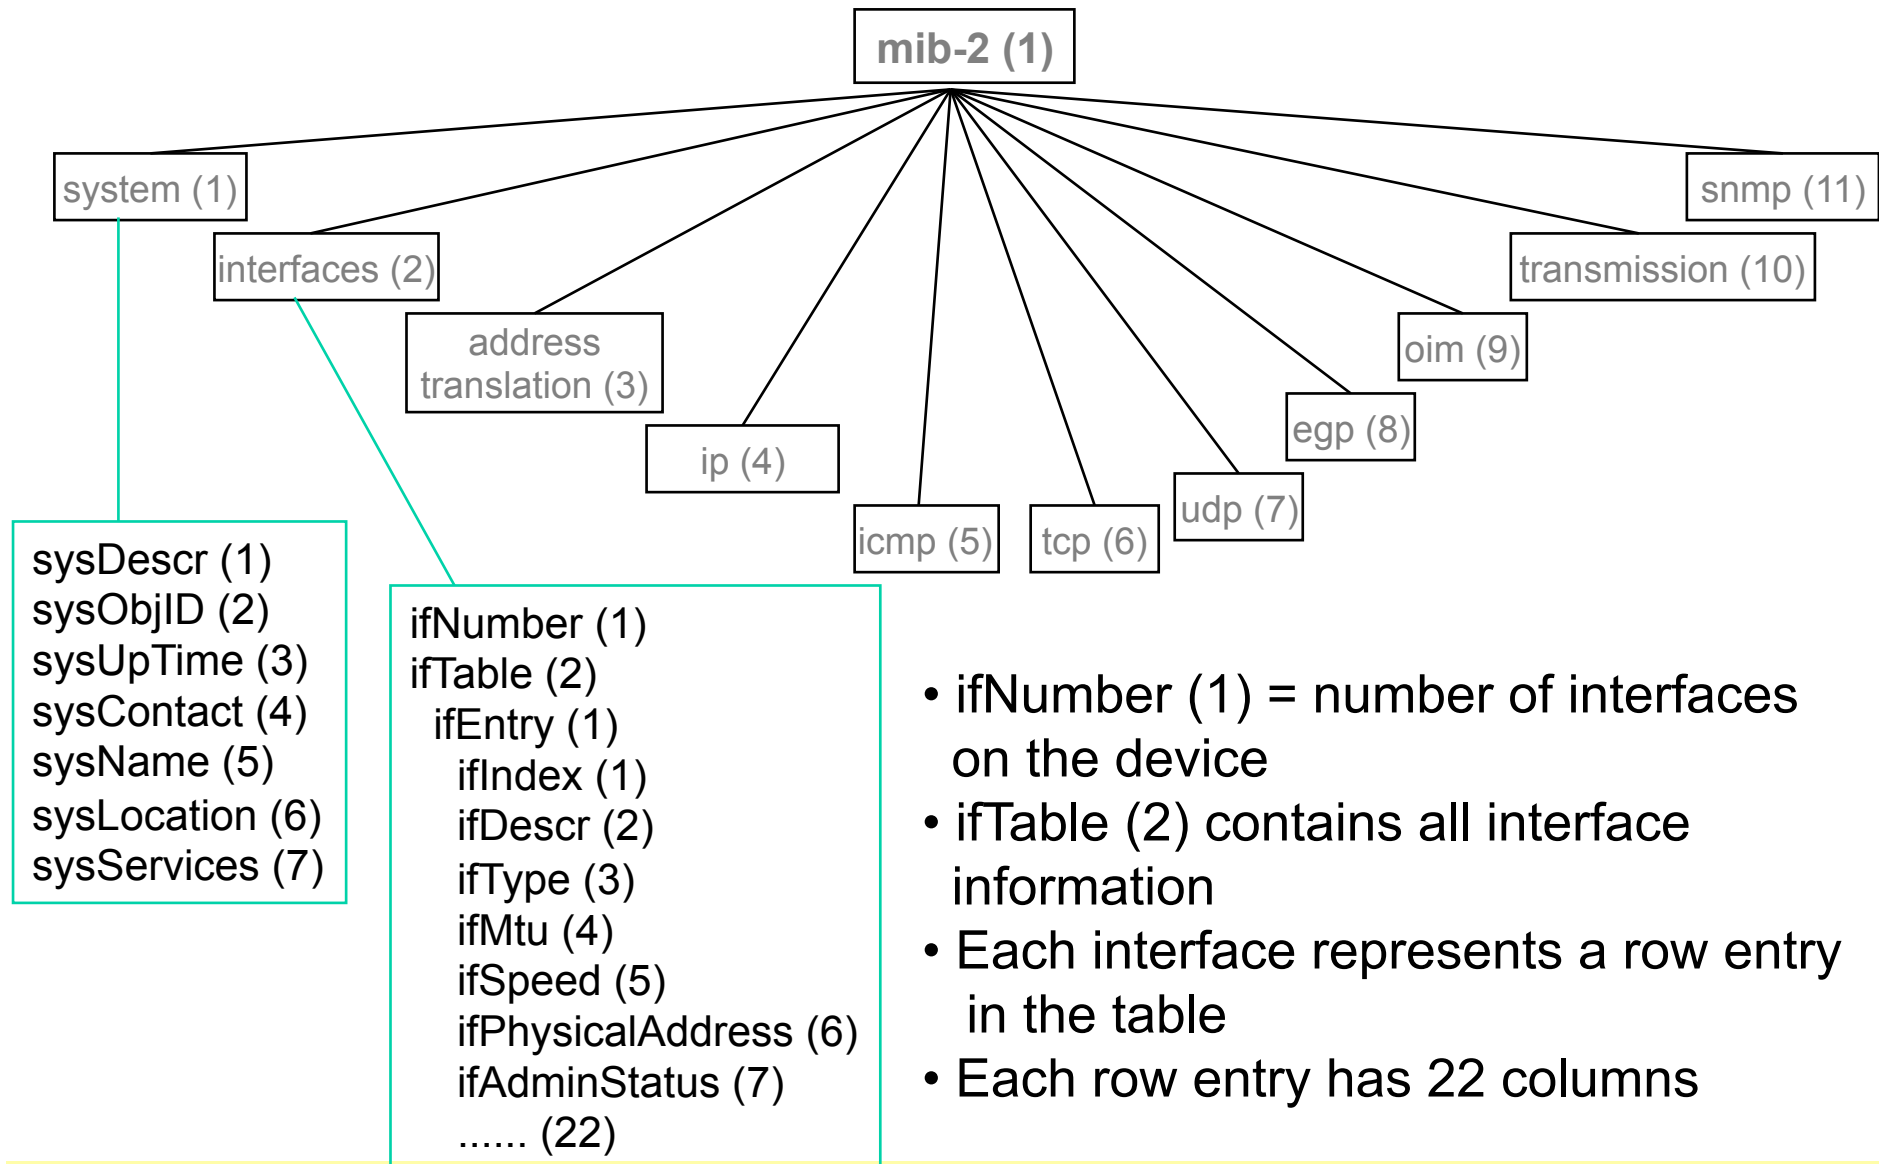 mib-2 (1)
system (1)
snmp (11)
interfaces (2)
transmission (10)
address
translation (3)
oim (9)
egp (8)
ip (4)
udp (7)
icmp (5)
tcp (6)
sysDescr (1)
sysObjID (2)
sysUpTime (3)
sysContact (4)
sysName (5)
sysLocation (6)
sysServices (7)
ifNumber (1)
ifTable (2)
ifEntry (1)
ifIndex (1)
ifDescr (2)
ifType (3)
ifMtu (4)
ifSpeed (5)
ifPhysicalAddress (6)
ifAdminStatus (7)
...... (22)
• ifNumber (1) = number of interfaces
on the device
• ifTable (2) contains all interface
information
• Each interface represents a row entry
in the table
• Each row entry has 22 columns